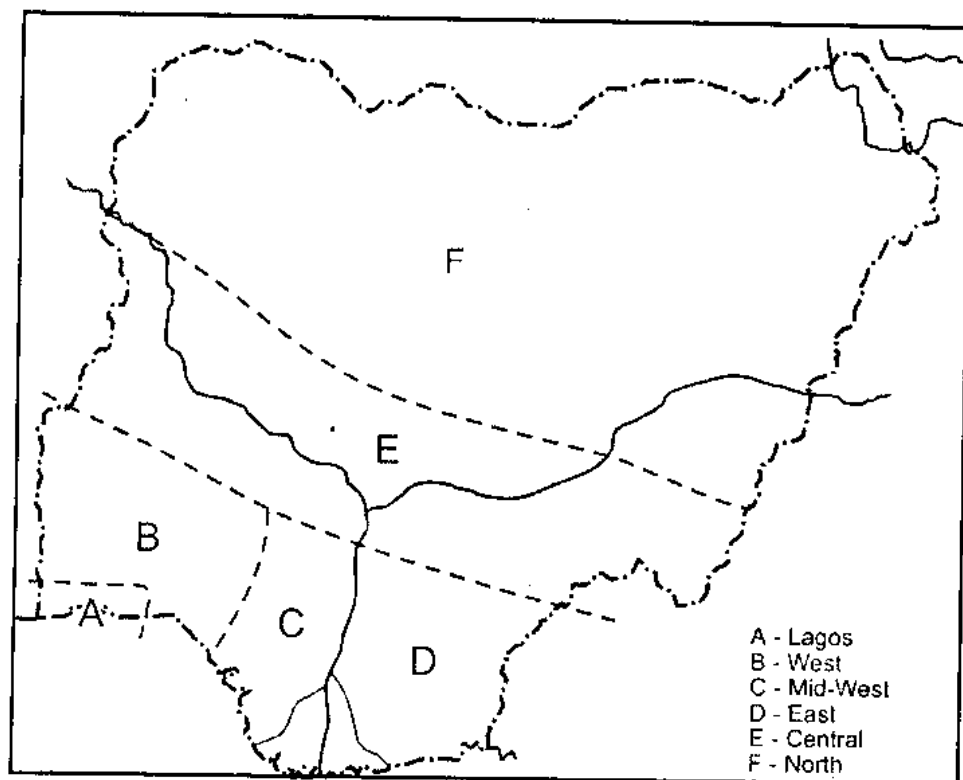 F
E
B
A
C
D
A - Lagos
B - West
C - Mid-West
D - East
E - Central
F - North